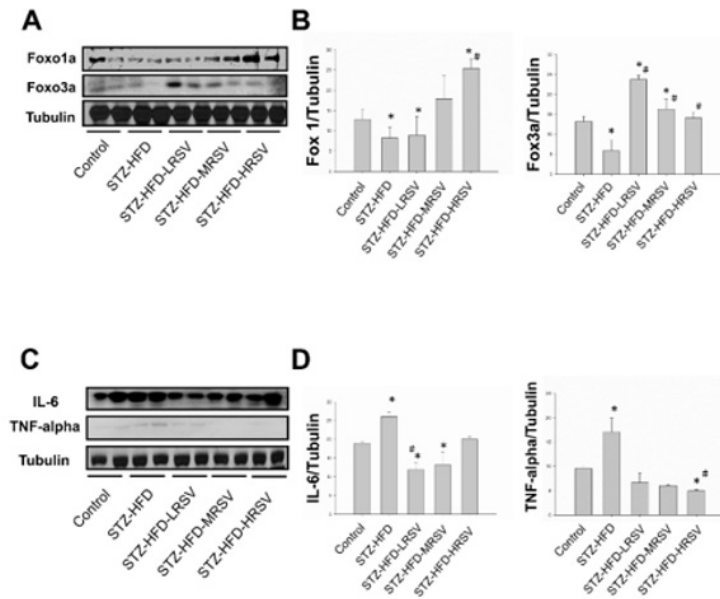 A
Foxo1a
Foxo3a
Tubulin
Control
STZ-HFD
STZ-HFD-LRSV
STZ-HFD-MRSV
STZ-HFD-HRSV
B
Fox 1/Tubulin
*
*
*
#
Control
STZ-HFD
STZ-HFD-LRSV
STZ-HFD-MRSV
STZ-HFD-HRSV
Fox3a/Tubulin
*
*
#
*
#
#
Control
STZ-HFD
STZ-HFD-LRSV
STZ-HFD-MRSV
STZ-HFD-HRSV
C
IL-6
TNF-alpha
Tubulin
Control
STZ-HFD
STZ-HFD-LRSV
STZ-HFD-MRSV
STZ-HFD-HRSV
D
IL-6/Tubulin
*
#
*
*
Control
STZ-HFD
STZ-HFD-LRSV
STZ-HFD-MRSV
STZ-HFD-HRSV
TNF-alpha/Tubulin
*
*
#
Control
STZ-HFD
STZ-HFD-LRSV
STZ-HFD-MRSV
STZ-HFD-HRSV